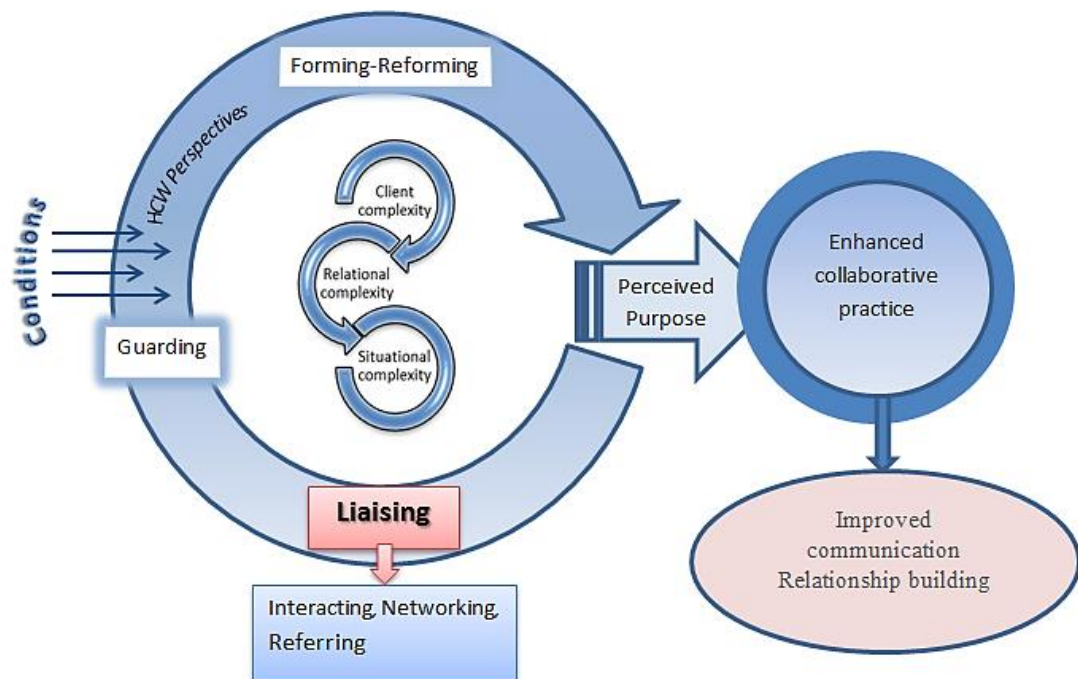 Forming-Reforming
HCW Perspectives
Conditions
Guarding
Client
complexity
Relational
complexity
Situational
complexity
Perceived
Purpose
Enhanced
collaborative
practice
Liaising
Interacting, Networking,
Referring
Improved
communication
Relationship building